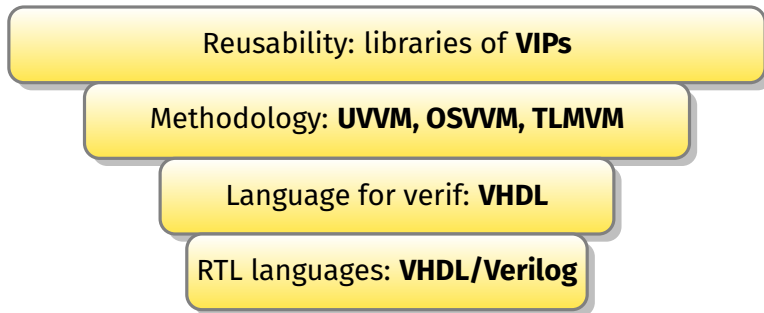 Reusability: libraries of VIPs
Methodology: UVVM, OSVVM, TLMVM
Language for verif: VHDL
RTL languages: VHDL/Verilog